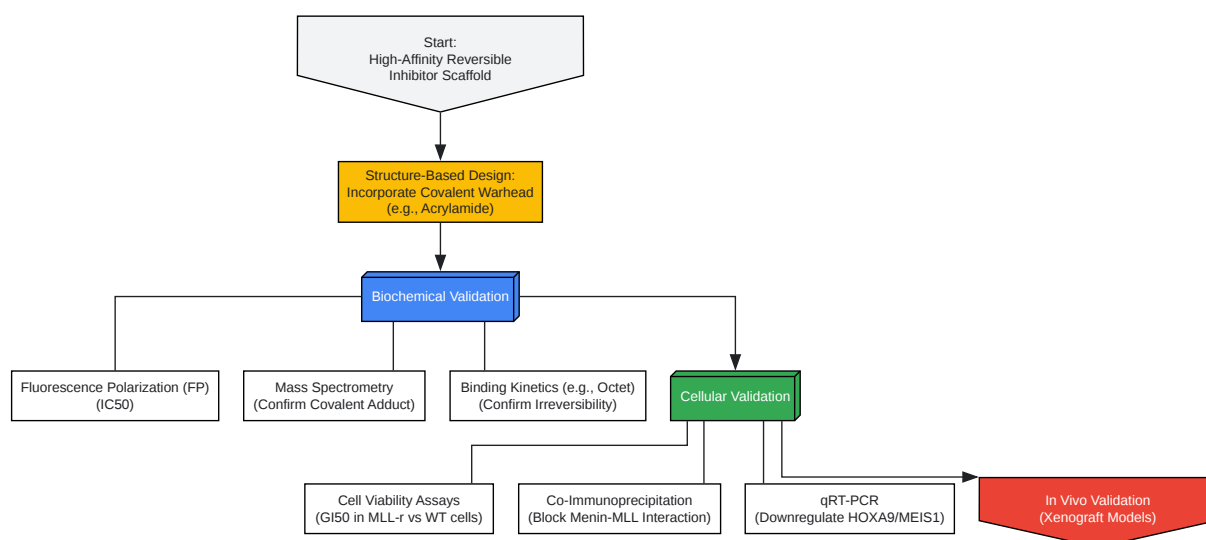 Start:
High-Affinity Reversible
Inhibitor Scaffold
Structure-Based Design:
Incorporate Covalent Warhead
(e.g., Acrylamide)
Biochemical Validation
Fluorescence Polarization (FP)
(IC50)
Mass Spectrometry
(Confirm Covalent Adduct)
Binding Kinetics (e.g., Octet)
(Confirm Irreversibility)
Cellular Validation
Cell Viability Assays
(GI50 in MLL-r vs WT cells)
Co-Immunoprecipitation
(Block Menin-MLL Interaction)
qRT-PCR
(Downregulate HOXA9/MEIS1)
In Vivo Validation
(Xenograft Models)